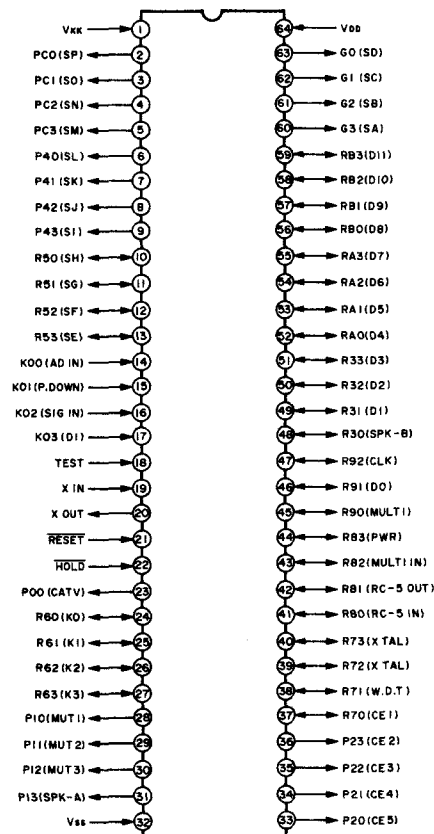 VKK 1 64 VDD
PC0(SP) 2 63 G0(SD)
PC1(SO) 3 62 G1(SC)
PC2(SN) 4 61 G2(SB)
PC3(SM) 5 60 G3(SA)
P40(SL) 6 59 RB3(D11)
P41(SK) 7 58 RB2(D10)
P42(SJ) 8 57 RB1(D9)
P43(SI) 9 56 RB0(D8)
R50(SH) 10 55 RA3(D7)
R51(SG) 11 54 RA2(D6)
R52(SF) 12 53 RA1(D5)
R53(SE) 13 52 RA0(D4)
K00(AD IN) 14 51 R33(D3)
K01(P.DOWN) 15 50 R32(D2)
K02(SIG IN) 16 49 R31(D1)
K03(D1) 17 48 R30(SPK-B)
TEST 18 47 R92(CLK)
X IN 19 46 R91(DO)
X OUT 20 45 R90(MULTI)
RESET 21 44 R83(PWR)
HOLD 22 43 R82(MULTI IN)
P00(CATV) 23 42 R81(RC-5 OUT)
R60(K0) 24 41 R80(RC-5 IN)
R61(K1) 25 40 R73(X TAL)
R62(K2) 26 39 R72(X TAL)
R63(K3) 27 38 R71(W.D.T)
P10(MUT1) 28 37 R70(CE1)
P11(MUT2) 29 36 P23(CE2)
P12(MUT3) 30 35 P22(CE3)
P13(SPK-A) 31 34 P21(CE4)
VSS 32 33 P20(CE5)